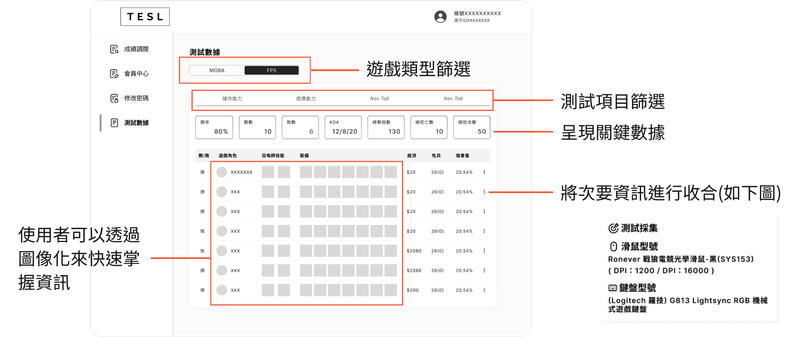 TESL
帳號XXXXXXXXXX
選手IDXXXXXXXX
成績調閱
會員中心
修改密碼
測試數據
測試數據
MOBA
FPS
遊戲類型篩選
操作能力
感應能力
Nav Tab
Nav Tab
測試項目篩選
勝率
80%
勝數
10
敗數
6
KDA
12/8/20
總擊殺數
130
總死亡數
10
總助攻數
50
呈現關鍵數據
勝/敗 遊戲角色 召喚師技能 裝備 經濟 吃兵 傷害量
勝 XXXXXXX $20 26(0) 20.54%
勝 XXX $20 26(0) 20.54%
勝 XXX $20 26(0) 20.54%
敗 XXX $20 26(0) 20.54%
敗 XXX $2080 26(0) 20.54%
勝 XXX $2086 26(0) 20.54%
勝 XXX $200 26(0) 20.54%
將次要資訊進行收合(如下圖)
使用者可以透過
圖像化來快速掌
握資訊
測試採集
滑鼠型號
Ronever 戰狼電競光學滑鼠-黑(SYS153)
( DPI：1200 / DPI：16000 )
鍵盤型號
(Logitech 羅技) G813 Lightsync RGB 機械
式遊戲鍵盤